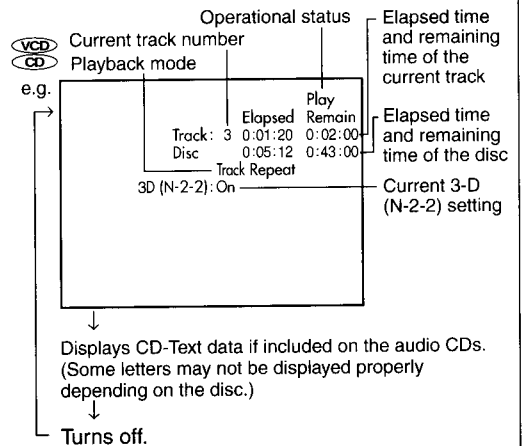 Operational status
VCD Current track number
CD Playback mode
Elapsed time
and remaining
time of the
current track
e.g.
Play
Elapsed Remain
Track: 3 0:01:20 0:02:00
Disc 0:05:12 0:43:00
Track Repeat
3D (N-2-2): On
Elapsed time
and remaining
time of the disc
Current 3-D
(N-2-2) setting
Displays CD-Text data if included on the audio CDs.
(Some letters may not be displayed properly
depending on the disc.)
Turns off.